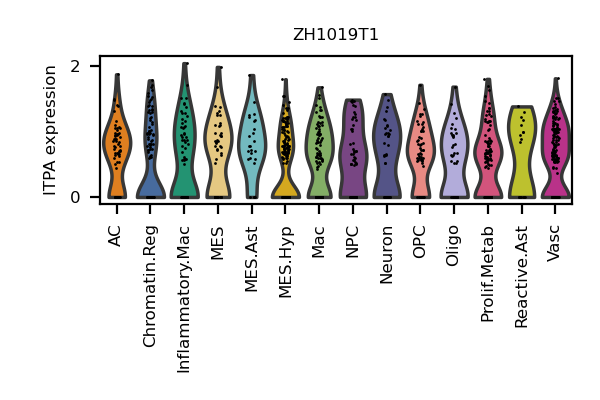 ZH1019T1
ITPA expression
2
0
AC
Chromatin.Reg
Inflammatory.Mac
MES
MES.Ast
MES.Hyp
Mac
NPC
Neuron
OPC
Oligo
Prolif.Metab
Reactive.Ast
Vasc